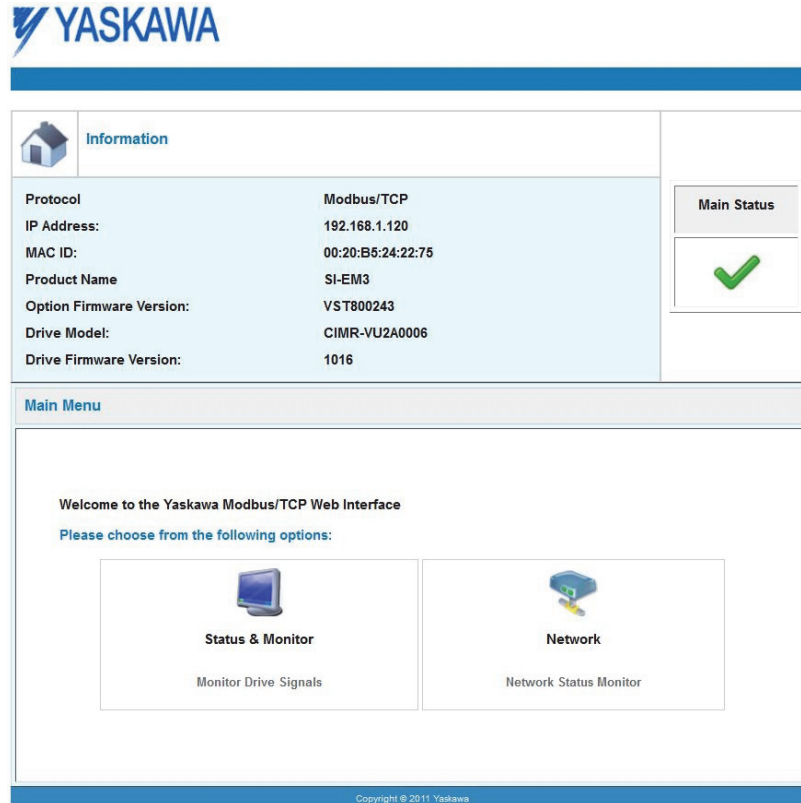 YASKAWA
Information
Protocol Modbus/TCP
IP Address: 192.168.1.120
MAC ID: 00:20:B5:24:22:75
Product Name SI-EM3
Option Firmware Version: VST800243
Drive Model: CIMR-VU2A0006
Drive Firmware Version: 1016
Main Status
Main Menu
Welcome to the Yaskawa Modbus/TCP Web Interface
Please choose from the following options:
Status & Monitor
Monitor Drive Signals
Network
Network Status Monitor
Copyright © 2011 Yaskawa